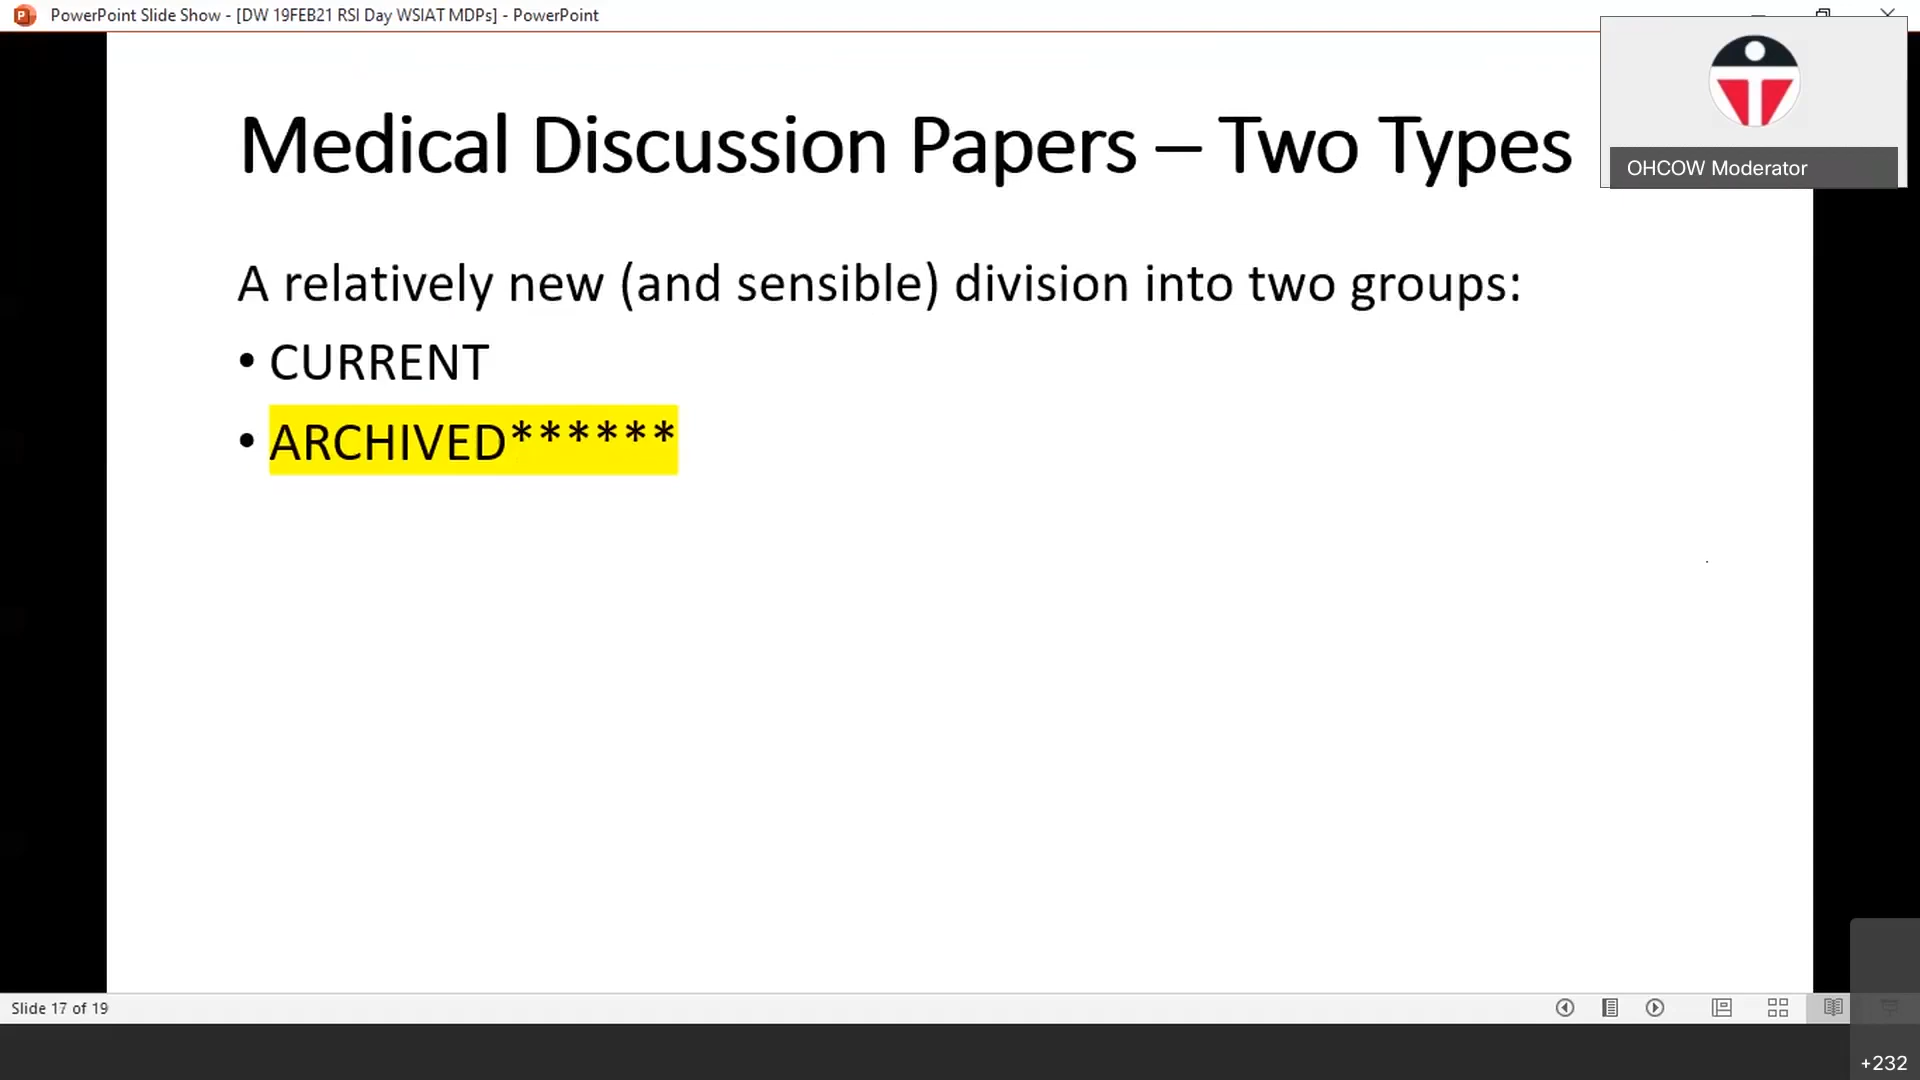 PowerPoint Slide Show - [DW 19FEB21 RSI Day WSIAT MDPs] - PowerPoint
Medical Discussion Papers – Two Types
OHCOW Moderator
A relatively new (and sensible) division into two groups:
• CURRENT
• ARCHIVED******
Slide 17 of 19
+232